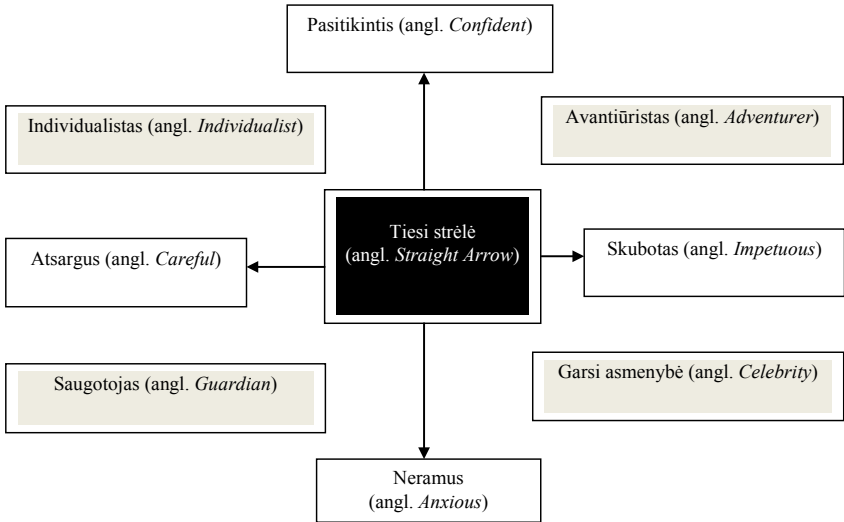 Pasitikintis (angl. Confident)
Individualistas (angl. Individualist)
Avantiūristas (angl. Adventurer)
Tiesi strėlė
(angl. Straight Arrow)
Atsargus (angl. Careful)
Skubotas (angl. Impetuous)
Saugotojas (angl. Guardian)
Garsi asmenybė (angl. Celebrity)
Neramus
(angl. Anxious)